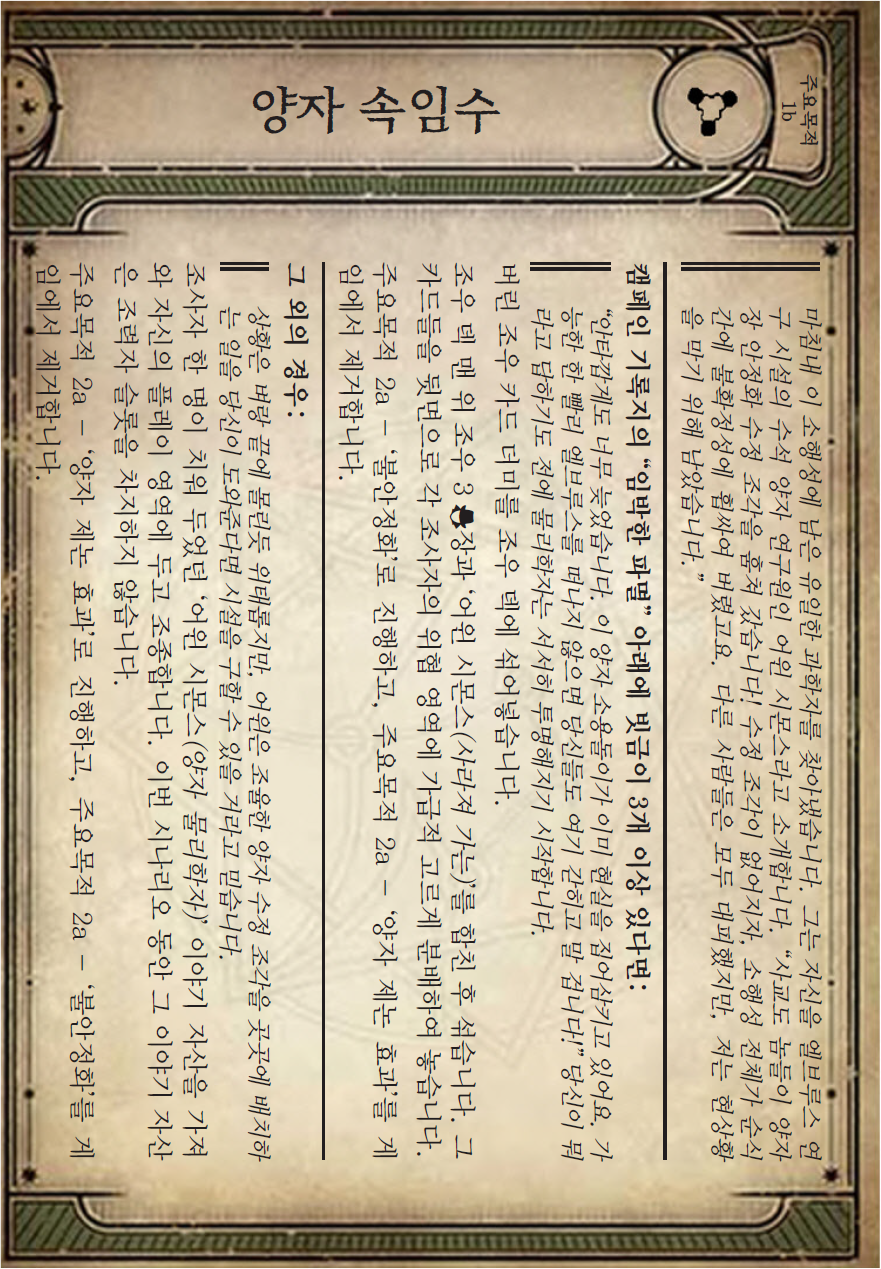 주요목적
1b
양자 속임수
마침내 이 소행성에 남은 유일한 과학자를 찾아냈습니다. 그는 자신을 엘브루스 연
구 시설의 수석 양자 연구원인 어윈 시몬스라고 소개합니다. “사교도 놈들이 양자
장 안정화 수정 조각을 훔쳐 갔습니다! 수정 조각이 없어지자, 소행성 전체가 순식
간에 불확정성에 휩싸여 버렸고요. 다른 사람들은 모두 대피했지만, 저는 현상황
을 막기 위해 남았습니다.”
캠페인 기록지의 “임박한 파멸” 아래에 빗금이 3개 이상 있다면:
“안타깝게도 너무 늦었습니다. 이 양자 소용돌이가 이미 현실을 집어삼키고 있어요. 가
능한 한 빨리 엘브루스를 떠나지 않으면 당신들도 여기 갇히고 말 겁니다!” 당신이 뭐
라고 답하기도 전에 물리학자는 서서히 투명해지기 시작합니다.
버린 조우 카드 더미를 조우 덱에 섞어넣습니다.
조우 덱 맨 위 조우 3장과 ‘어윈 시몬스(사라져 가는)’를 합친 후 섞습니다. 그
카드들을 뒷면으로 각 조사자의 위협 영역에 가급적 고르게 분배하여 놓습니다.
주요목적 2a – ‘불안정화’로 진행하고, 주요목적 2a – ‘양자 제논 효과’를 게
임에서 제거합니다.
그 외의 경우:
상황은 벼랑 끝에 몰린듯 위태롭지만, 어윈은 조율한 양자 수정 조각을 곳곳에 배치하
는 일을 당신이 도와준다면 시설을 구할 수 있을 거라고 믿습니다.
조사자 한 명이 치워 두었던 ‘어윈 시몬스(양자 물리학자)’ 이야기 자산을 가져
와 자신의 플레이 영역에 두고 조종합니다. 이번 시나리오 동안 그 이야기 자산
은 조력자 슬롯을 차지하지 않습니다.
주요목적 2a – ‘양자 제논 효과’로 진행하고, 주요목적 2a – ‘불안정화’를 게
임에서 제거합니다.